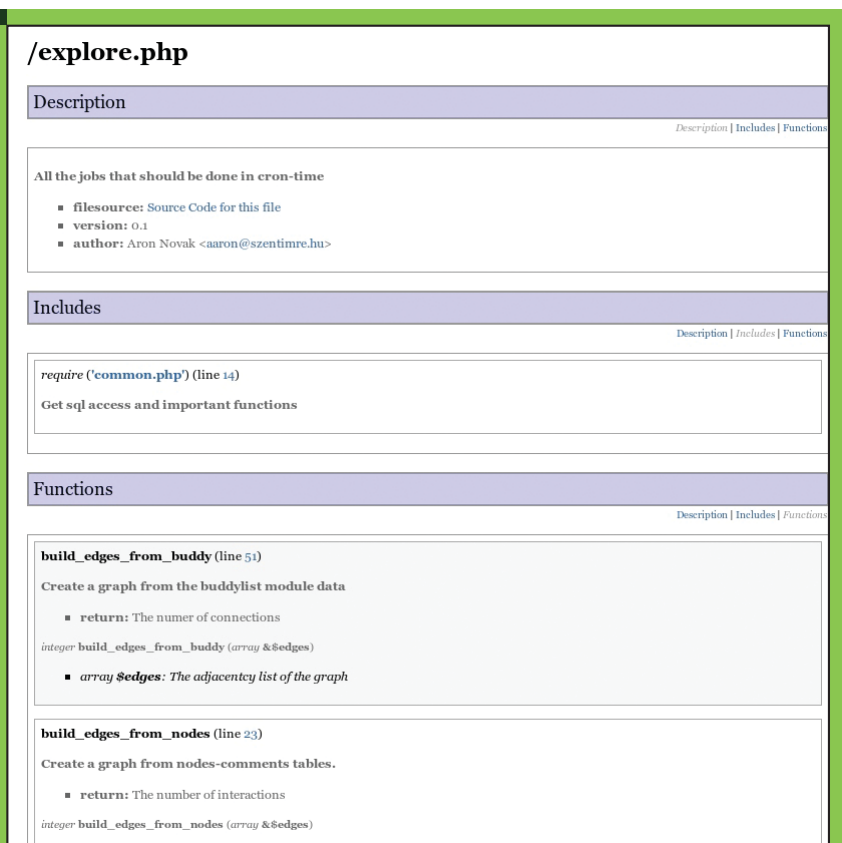 /explore.php
Description
Description | Includes | Functions
All the jobs that should be done in cron-time
filesource: Source Code for this file
version: 0.1
author: Aron Novak <aaron@szentimre.hu>
Includes
Description | Includes | Functions
require ('common.php') (line 14)
Get sql access and important functions
Functions
Description | Includes | Functions
build_edges_from_buddy (line 51)
Create a graph from the buddylist module data
return: The numer of connections
integer build_edges_from_buddy (array &$edges)
array $edges: The adjacentcy list of the graph
build_edges_from_nodes (line 23)
Create a graph from nodes-comments tables.
return: The number of interactions
integer build_edges_from_nodes (array &$edges)